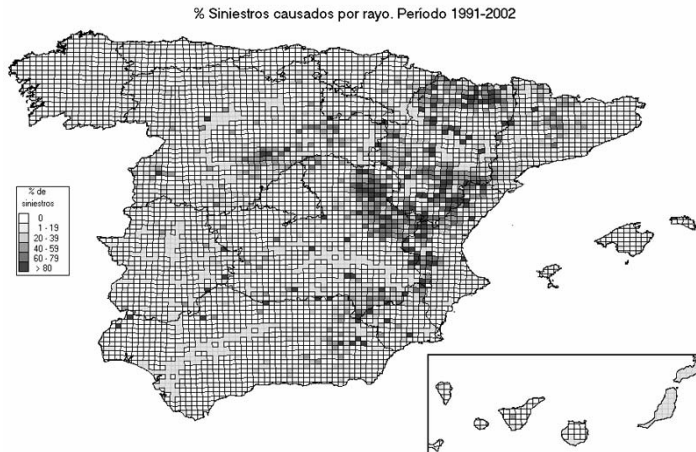 % Siniestros causados por rayo. Período 1991-2002
% de
siniestros
0
1 - 19
20 - 39
40 - 59
60 - 79
> 80